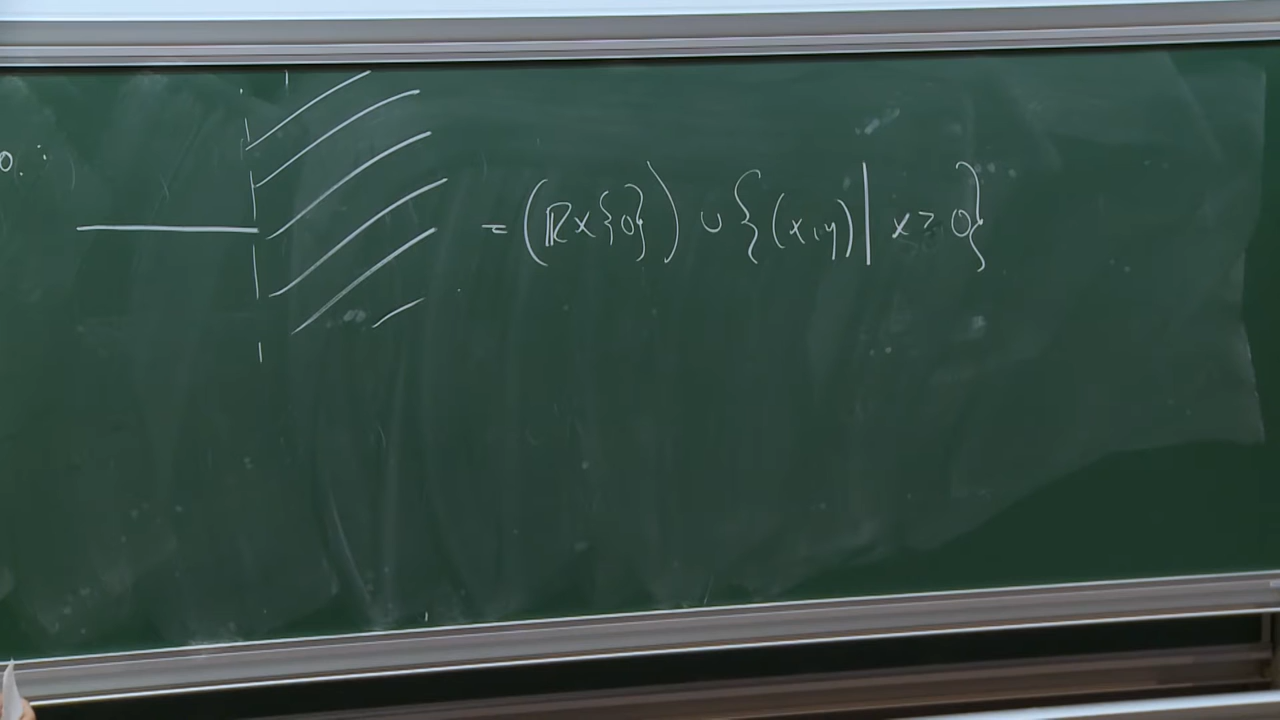 o.
= (ℝ×{0}) ∪ {(x,y) | x > 0}